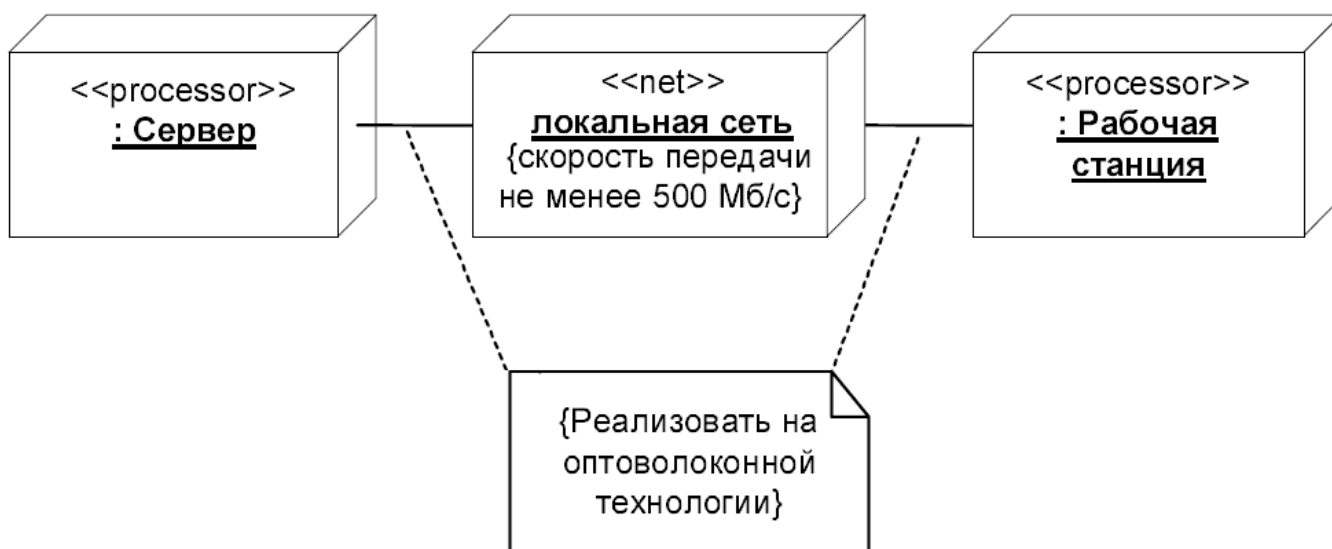 <<processor>>
: Сервер
<<net>>
локальная сеть
{скорость передачи
не менее 500 Мб/с}
<<processor>>
: Рабочая
станция
{Реализовать на
оптоволоконной
технологии}